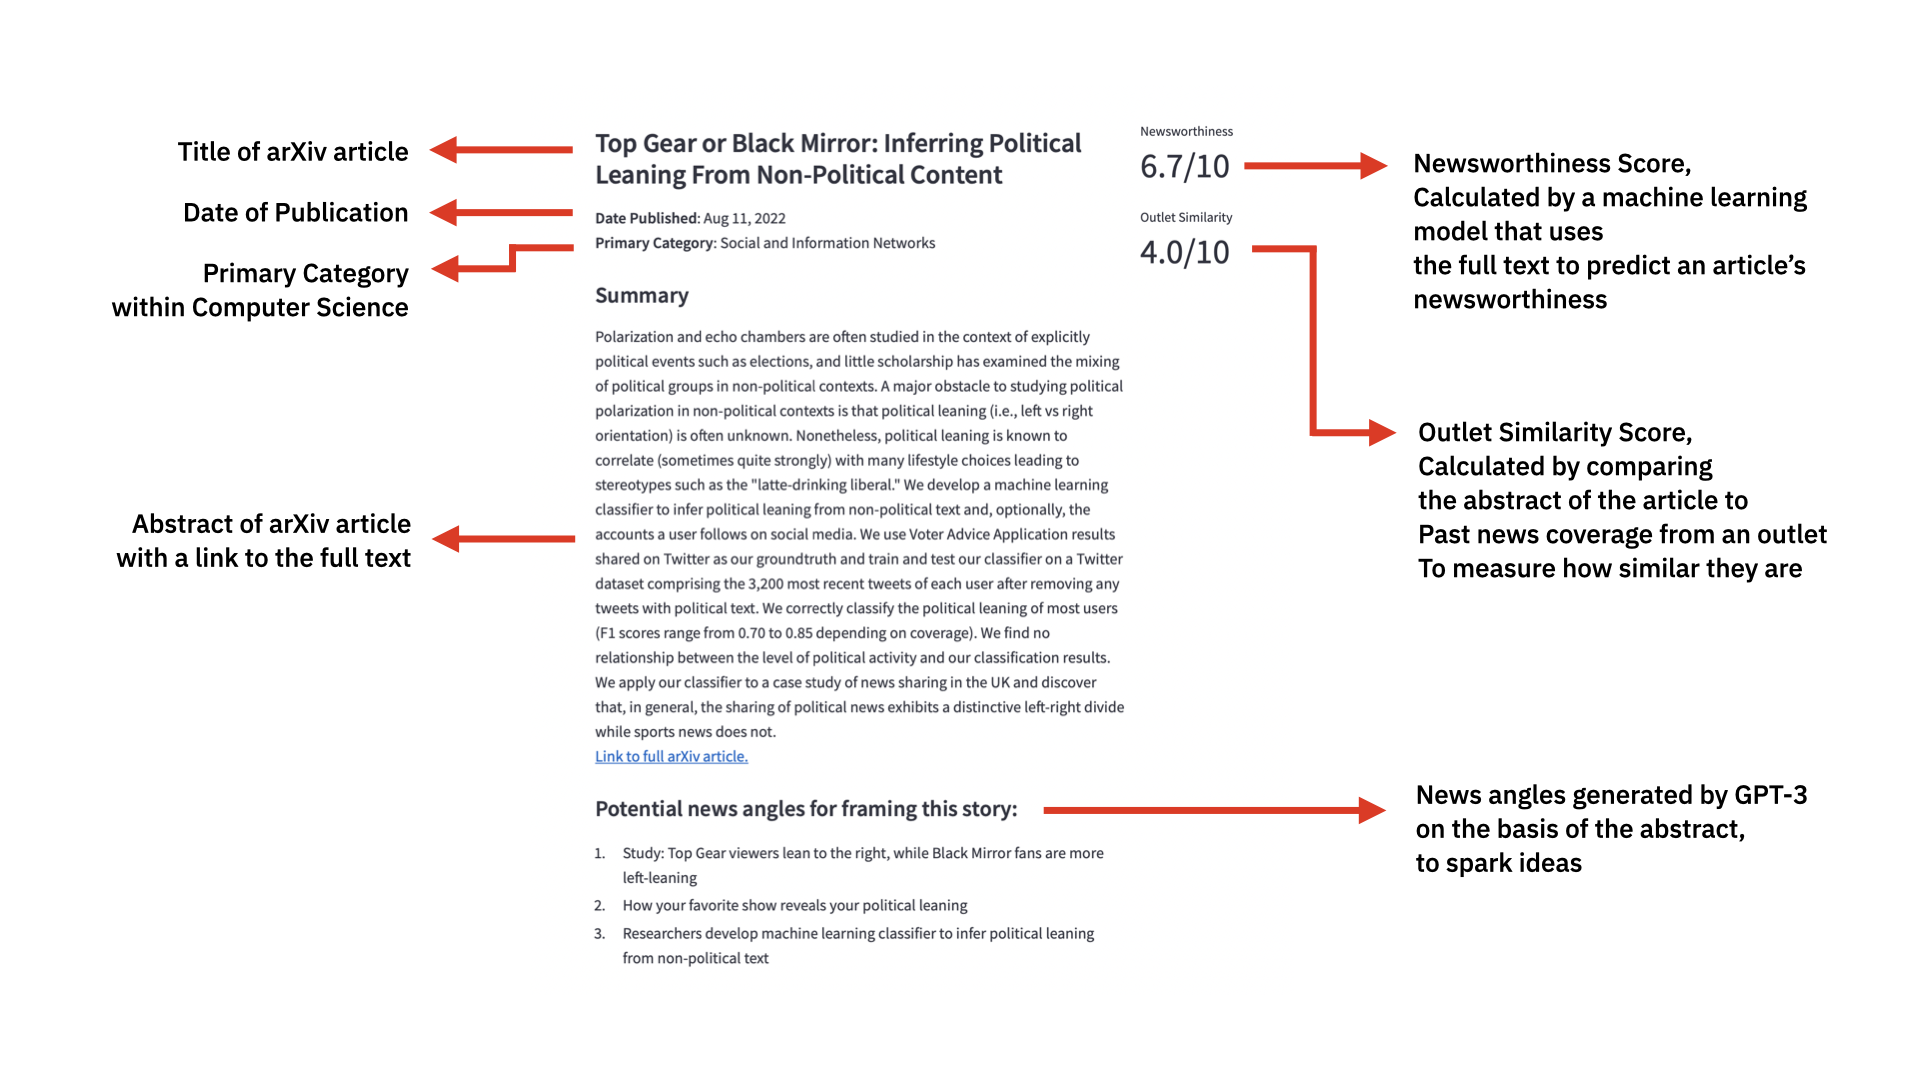 Title of arXiv article
Date of Publication
Primary Category
within Computer Science
Abstract of arXiv article
with a link to the full text
Top Gear or Black Mirror: Inferring Political
Leaning From Non-Political Content
Date Published: Aug 11, 2022
Primary Category: Social and Information Networks
Summary
Polarization and echo chambers are often studied in the context of explicitly
political events such as elections, and little scholarship has examined the mixing
of political groups in non-political contexts. A major obstacle to studying political
polarization in non-political contexts is that political leaning (i.e., left vs right
orientation) is often unknown. Nonetheless, political leaning is known to
correlate (sometimes quite strongly) with many lifestyle choices leading to
stereotypes such as the "latte-drinking liberal." We develop a machine learning
classifier to infer political leaning from non-political text and, optionally, the
accounts a user follows on social media. We use Voter Advice Application results
shared on Twitter as our groundtruth and train and test our classifier on a Twitter
dataset comprising the 3,200 most recent tweets of each user after removing any
tweets with political text. We correctly classify the political leaning of most users
(F1 scores range from 0.70 to 0.85 depending on coverage). We find no
relationship between the level of political activity and our classification results.
We apply our classifier to a case study of news sharing in the UK and discover
that, in general, the sharing of political news exhibits a distinctive left-right divide
while sports news does not.
Link to full arXiv article.
Potential news angles for framing this story:
1. Study: Top Gear viewers lean to the right, while Black Mirror fans are more
left-leaning
2. How your favorite show reveals your political leaning
3. Researchers develop machine learning classifier to infer political leaning
from non-political text
Newsworthiness
6.7/10
Outlet Similarity
4.0/10
Newsworthiness Score,
Calculated by a machine learning
model that uses
the full text to predict an article’s
newsworthiness
Outlet Similarity Score,
Calculated by comparing
the abstract of the article to
Past news coverage from an outlet
To measure how similar they are
News angles generated by GPT-3
on the basis of the abstract,
to spark ideas